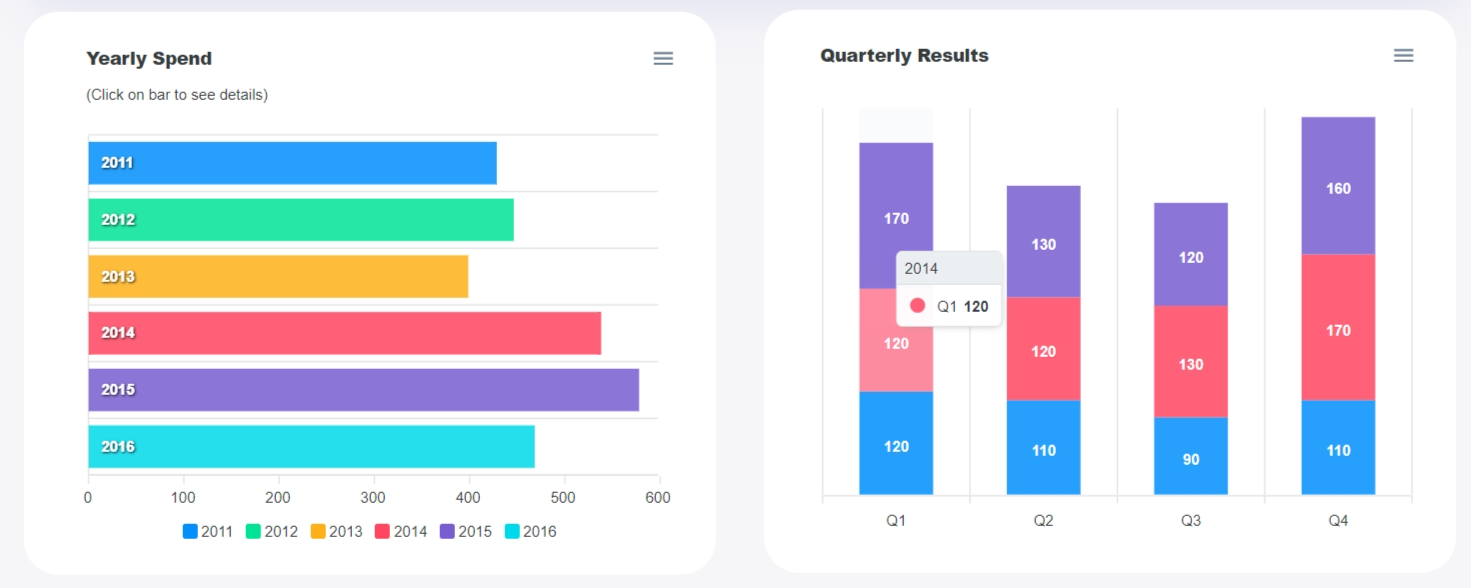 Yearly Spend
(Click on bar to see details)
2011
2012
2013
2014
2015
2016
0 100 200 300 400 500 600
2011 2012 2013 2014 2015 2016
Quarterly Results
170 130 120 160
2014
Q1 120
120 120 130 170
120 110 90 110
Q1 Q2 Q3 Q4